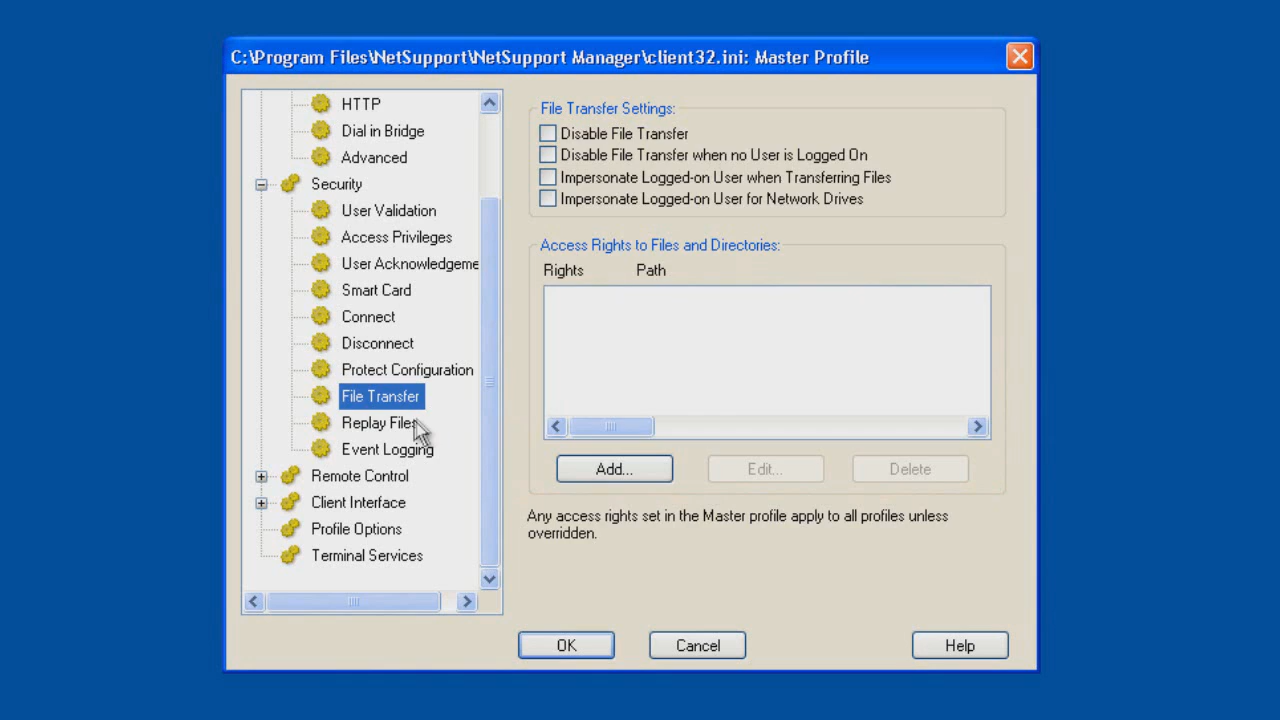 C:\Program Files\NetSupport\NetSupport Manager\client32.ini: Master Profile
HTTP
Dial in Bridge
Advanced
Security
User Validation
Access Privileges
User Acknowledgeme
Smart Card
Connect
Disconnect
Protect Configuration
File Transfer
Replay Files
Event Logging
Remote Control
Client Interface
Profile Options
Terminal Services
File Transfer Settings:
Disable File Transfer
Disable File Transfer when no User is Logged On
Impersonate Logged-on User when Transferring Files
Impersonate Logged-on User for Network Drives
Access Rights to Files and Directories:
Rights Path
Add... Edit... Delete
Any access rights set in the Master profile apply to all profiles unless
overridden.
OK Cancel Help